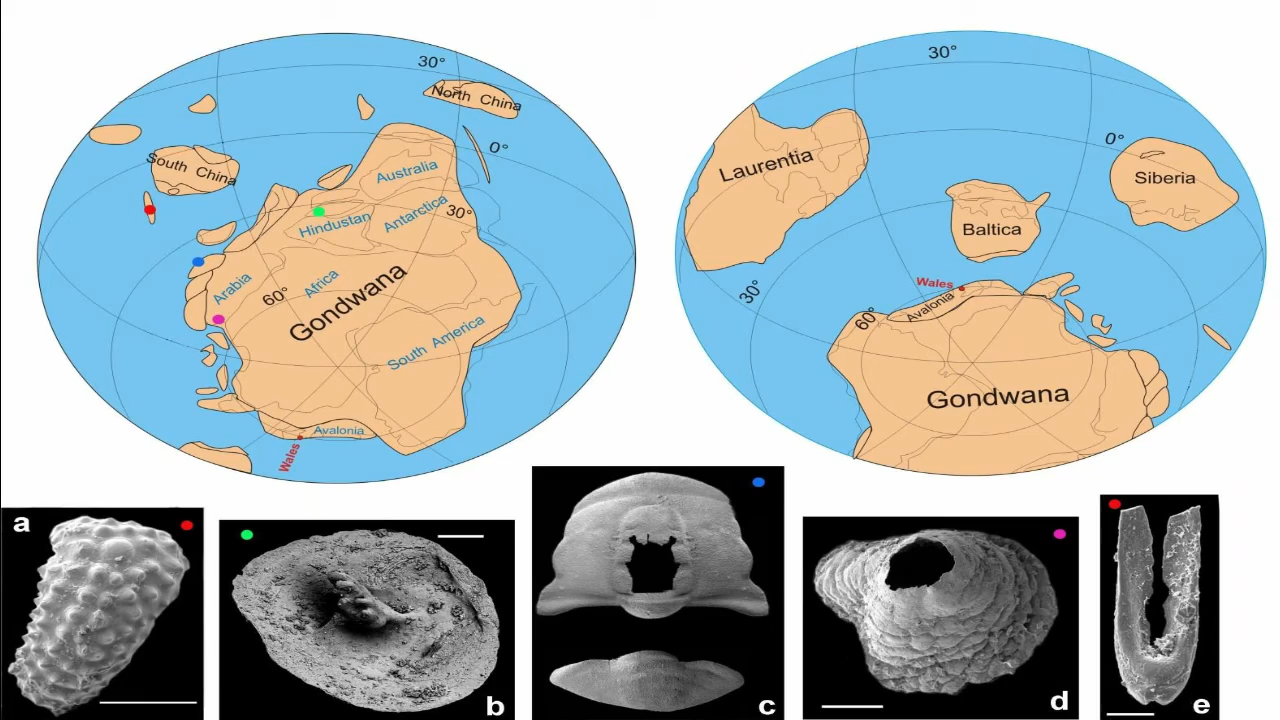 30°
North China
0°
South China
Australia
30°
Hindustan
Antarctica
Arabia
60°
Africa
Gondwana
South America
Avalonia
Wales
30°
0°
Laurentia
Siberia
Baltica
30°
Wales
Avalonia
60°
Gondwana
a
b
c
d
e